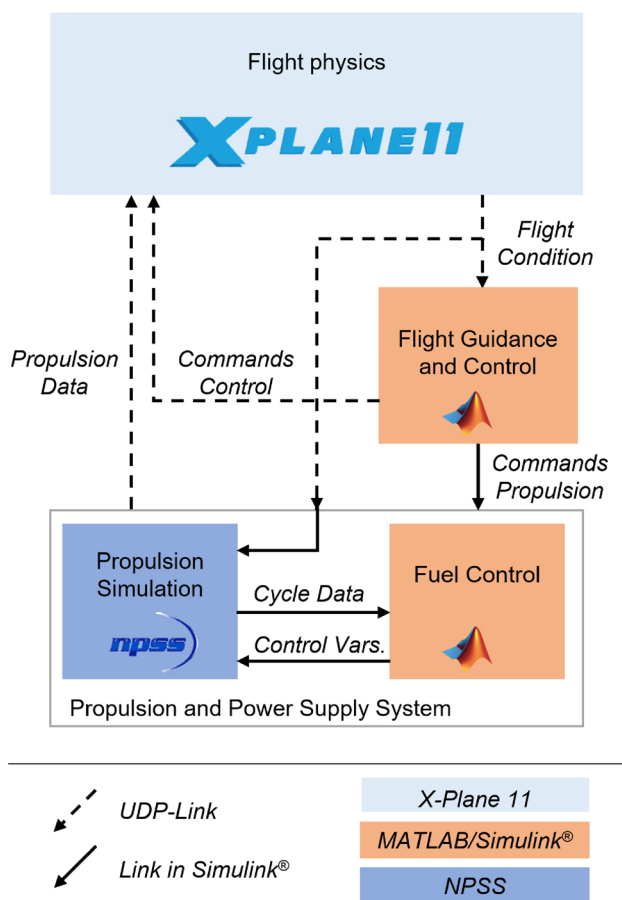 Flight physics
XPLANE11
Flight
Condition
Flight Guidance
and Control
Propulsion
Data
Commands
Control
Commands
Propulsion
Propulsion
Simulation
npss
Cycle Data
Control Vars.
Fuel Control
Propulsion and Power Supply System
UDP-Link
Link in Simulink®
X-Plane 11
MATLAB/Simulink®
NPSS